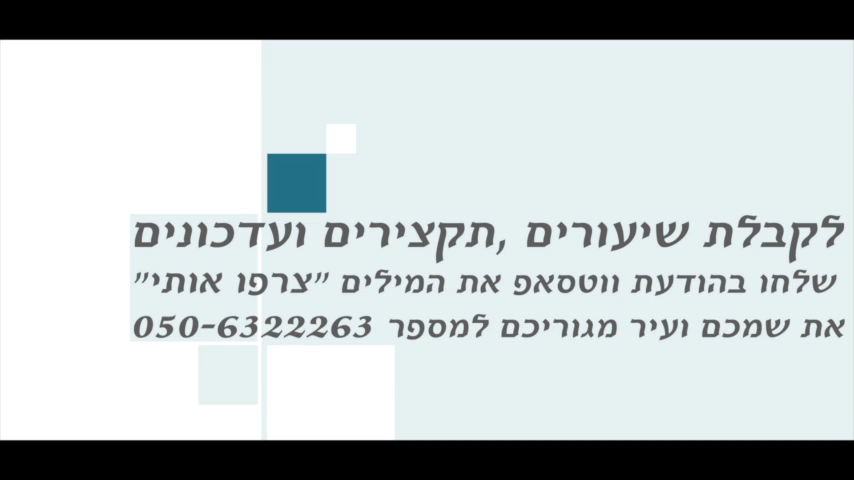 לקבלת שיעורים ,תקצירים ועדכונים
שלחו בהודעת ווטסאפ את המילים "צרפו אותי"
את שמכם ועיר מגוריכם למספר 050-6322263